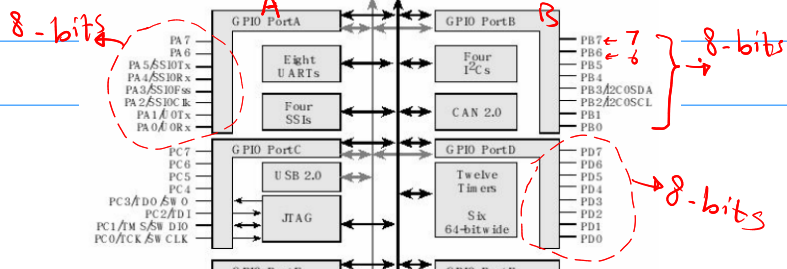 A
B
8-bits
GPIO PortA
GPIO PortB
PA7
PA6
PA5/SSI0Tx
PA4/SSI0Rx
PA3/SSI0Fss
PA2/SSI0Clk
PA1/U0Tx
PA0/U0Rx
Eight
UARTs
Four
SSIs
Four
I2Cs
CAN 2.0
PB7 ← 7
PB6 ← 6
PB5
PB4
PB3/I2C0SDA
PB2/I2C0SCL
PB1
PB0
8-bits
PC7
PC6
PC5
PC4
PC3/TDO/SWO
PC2/TDI
PC1/TMS/SWDIO
PC0/TCK/SWCLK
GPIO PortC
USB 2.0
JTAG
GPIO PortD
Twelve
Timers
Six
64-bit wide
PD7
PD6
PD5
PD4
PD3
PD2
PD1
PD0
8-bits